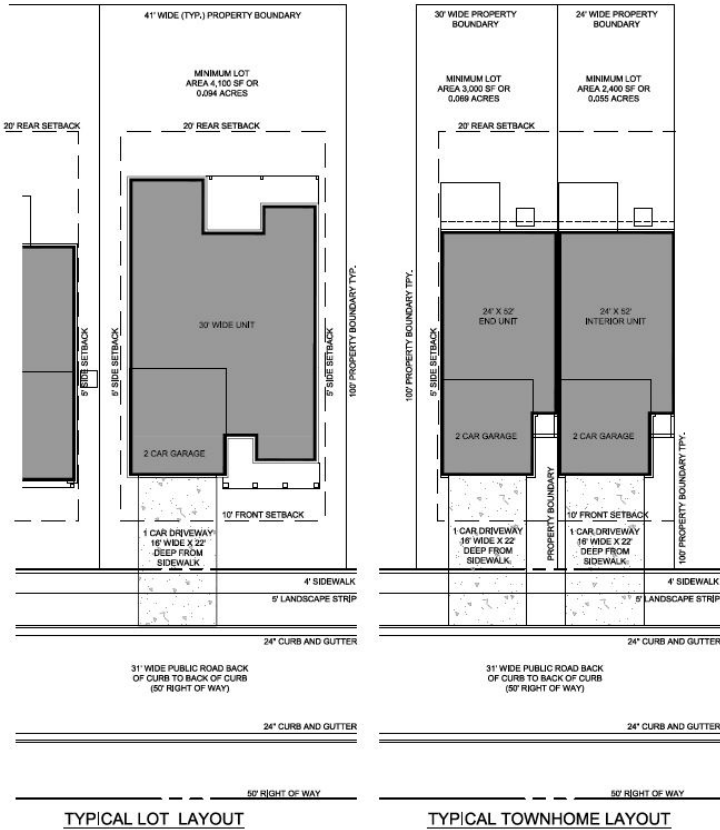 41' WIDE (TYP.) PROPERTY BOUNDARY
MINIMUM LOT
AREA 4,100 SF OR
0.094 ACRES
20' REAR SETBACK
20' REAR SETBACK
5' SIDE SETBACK
5' SIDE SETBACK
30' WIDE UNIT
5' SIDE SETBACK
100' PROPERTY BOUNDARY TYP.
2 CAR GARAGE
10' FRONT SETBACK
1 CAR DRIVEWAY
16' WIDE X 22'
DEEP FROM
SIDEWALK
4' SIDEWALK
5' LANDSCAPE STRIP
24" CURB AND GUTTER
31' WIDE PUBLIC ROAD BACK
OF CURB TO BACK OF CURB
(50' RIGHT OF WAY)
24" CURB AND GUTTER
50' RIGHT OF WAY
TYPICAL LOT LAYOUT
30' WIDE PROPERTY
BOUNDARY
24' WIDE PROPERTY
BOUNDARY
MINIMUM LOT
AREA 3,000 SF OR
0.069 ACRES
MINIMUM LOT
AREA 2,400 SF OR
0.055 ACRES
20' REAR SETBACK
100' PROPERTY BOUNDARY TPY.
5' SIDE SETBACK
24' X 52'
END UNIT
24' X 52'
INTERIOR UNIT
2 CAR GARAGE
2 CAR GARAGE
PROPERTY BOUNDARY
10' FRONT SETBACK
100' PROPERTY BOUNDARY TPY.
1 CAR DRIVEWAY
16' WIDE X 22'
DEEP FROM
SIDEWALK
1 CAR DRIVEWAY
16' WIDE X 22'
DEEP FROM
SIDEWALK
4' SIDEWALK
5' LANDSCAPE STRIP
24" CURB AND GUTTER
31' WIDE PUBLIC ROAD BACK
OF CURB TO BACK OF CURB
(50' RIGHT OF WAY)
24" CURB AND GUTTER
50' RIGHT OF WAY
TYPICAL TOWNHOME LAYOUT